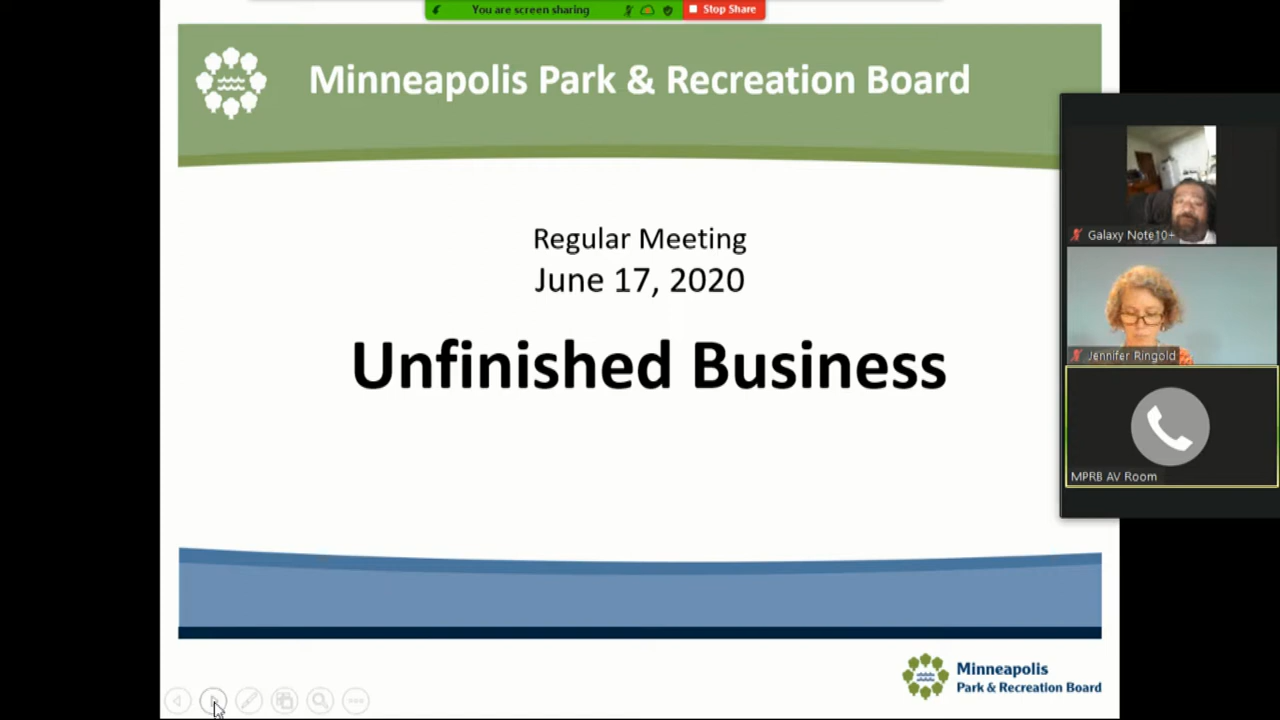 You are screen sharing
Stop Share
Minneapolis Park & Recreation Board
Regular Meeting
June 17, 2020
Unfinished Business
Galaxy Note10+
Jennifer Ringold
MPRB AV Room
Minneapolis
Park & Recreation Board